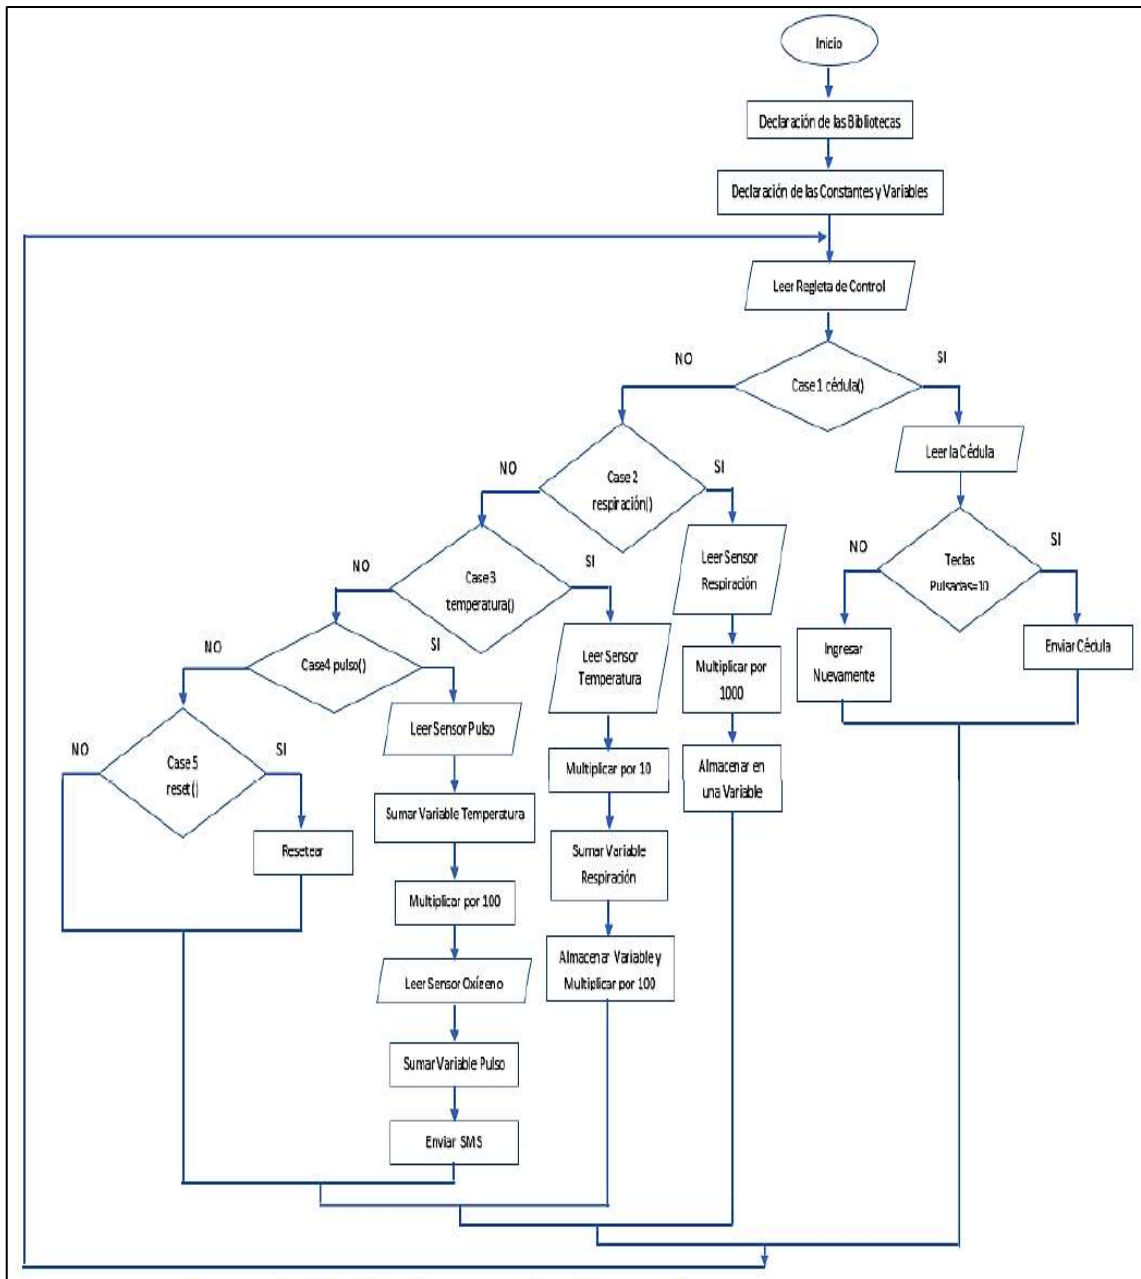 Inicio
Declaración de las Bibliotecas
Declaración de las Constantes y Variables
Leer Regleta de Control
NO
SI
Case 1 cédula()
Leer la Cédula
NO
SI
Case 2
respiración()
NO
SI
Teclas
Pulsadas=10
Leer Sensor
Respiración
NO
SI
Case 3
temperatura()
Ingresar
Nuevamente
Enviar Cédula
NO
SI
Case4 pulso()
Leer Sensor
Temperatura
Multiplicar por
1000
Leer Sensor Pulso
NO
SI
Case 5
reset()
Multiplicar por 10
Almacenar en
una Variable
Sumar Variable Temperatura
Resetear
Sumar Variable
Respiración
Multiplicar por 100
Almacenar Variable y
Multiplicar por 100
Leer Sensor Oxígeno
Sumar Variable Pulso
Enviar SMS